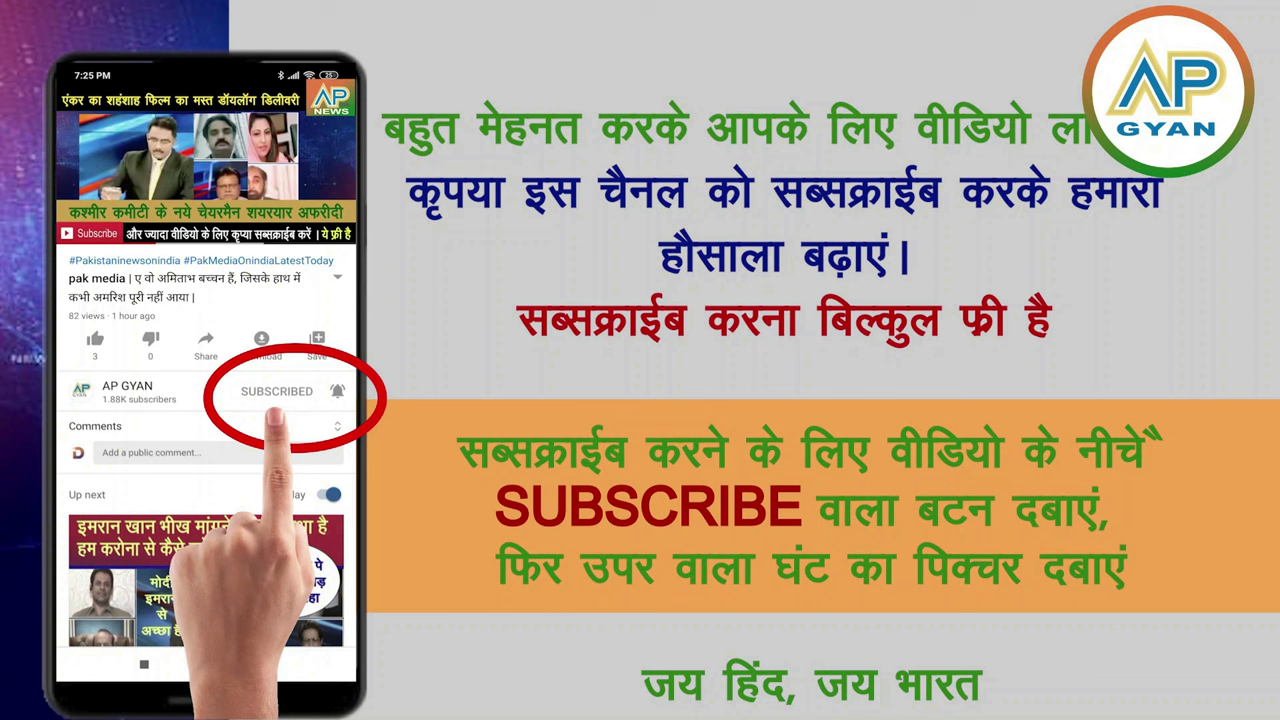 7:25 PM
25
एंकर का शहंशाह फिल्म का मस्त डॉयलॉग डिलीवरी
AP
NEWS
कश्मीर कमीटी के नये चेयरमैन शयरयार अफरीदी
Subscribe और ज्यादा वीडियो के लिए कृप्या सब्सक्राईब करें । ये फ्री है
#Pakistaninewsonindia #PakMediaOnindiaLatestToday
pak media | ए वो अमिताभ बच्चन हैं, जिसके हाथ में
कभी अमरिश पूरी नहीं आया |
82 views · 1 hour ago
3 0 Share Save
AP GYAN
SUBSCRIBED
1.88K subscribers
Comments
Add a public comment...
Up next
इमरान खान भीख मांगने है
हम करोना से कैसे
मोदी
इमरान
से
अच्छा है
AP
GYAN
बहुत मेहनत करके आपके लिए वीडियो
कृपया इस चैनल को सब्सक्राईब करके हमारा
हौसाला बढ़ाएं।
सब्सक्राईब करना बिल्कुल फ्री है
सब्सक्राईब करने के लिए वीडियो के नीचे"
SUBSCRIBE वाला बटन दबाएं,
फिर उपर वाला घंट का पिक्चर दबाएं
जय हिंद, जय भारत